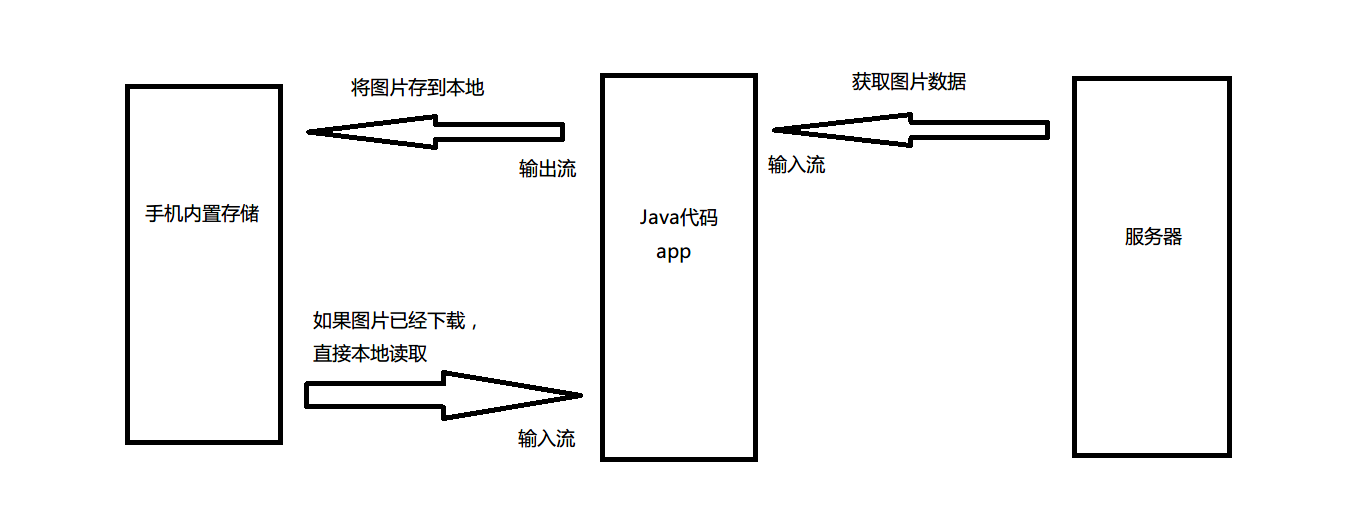 将图片存到本地
获取图片数据
输出流
输入流
手机内置存储
Java代码
app
服务器
如果图片已经下载，
直接本地读取
输入流